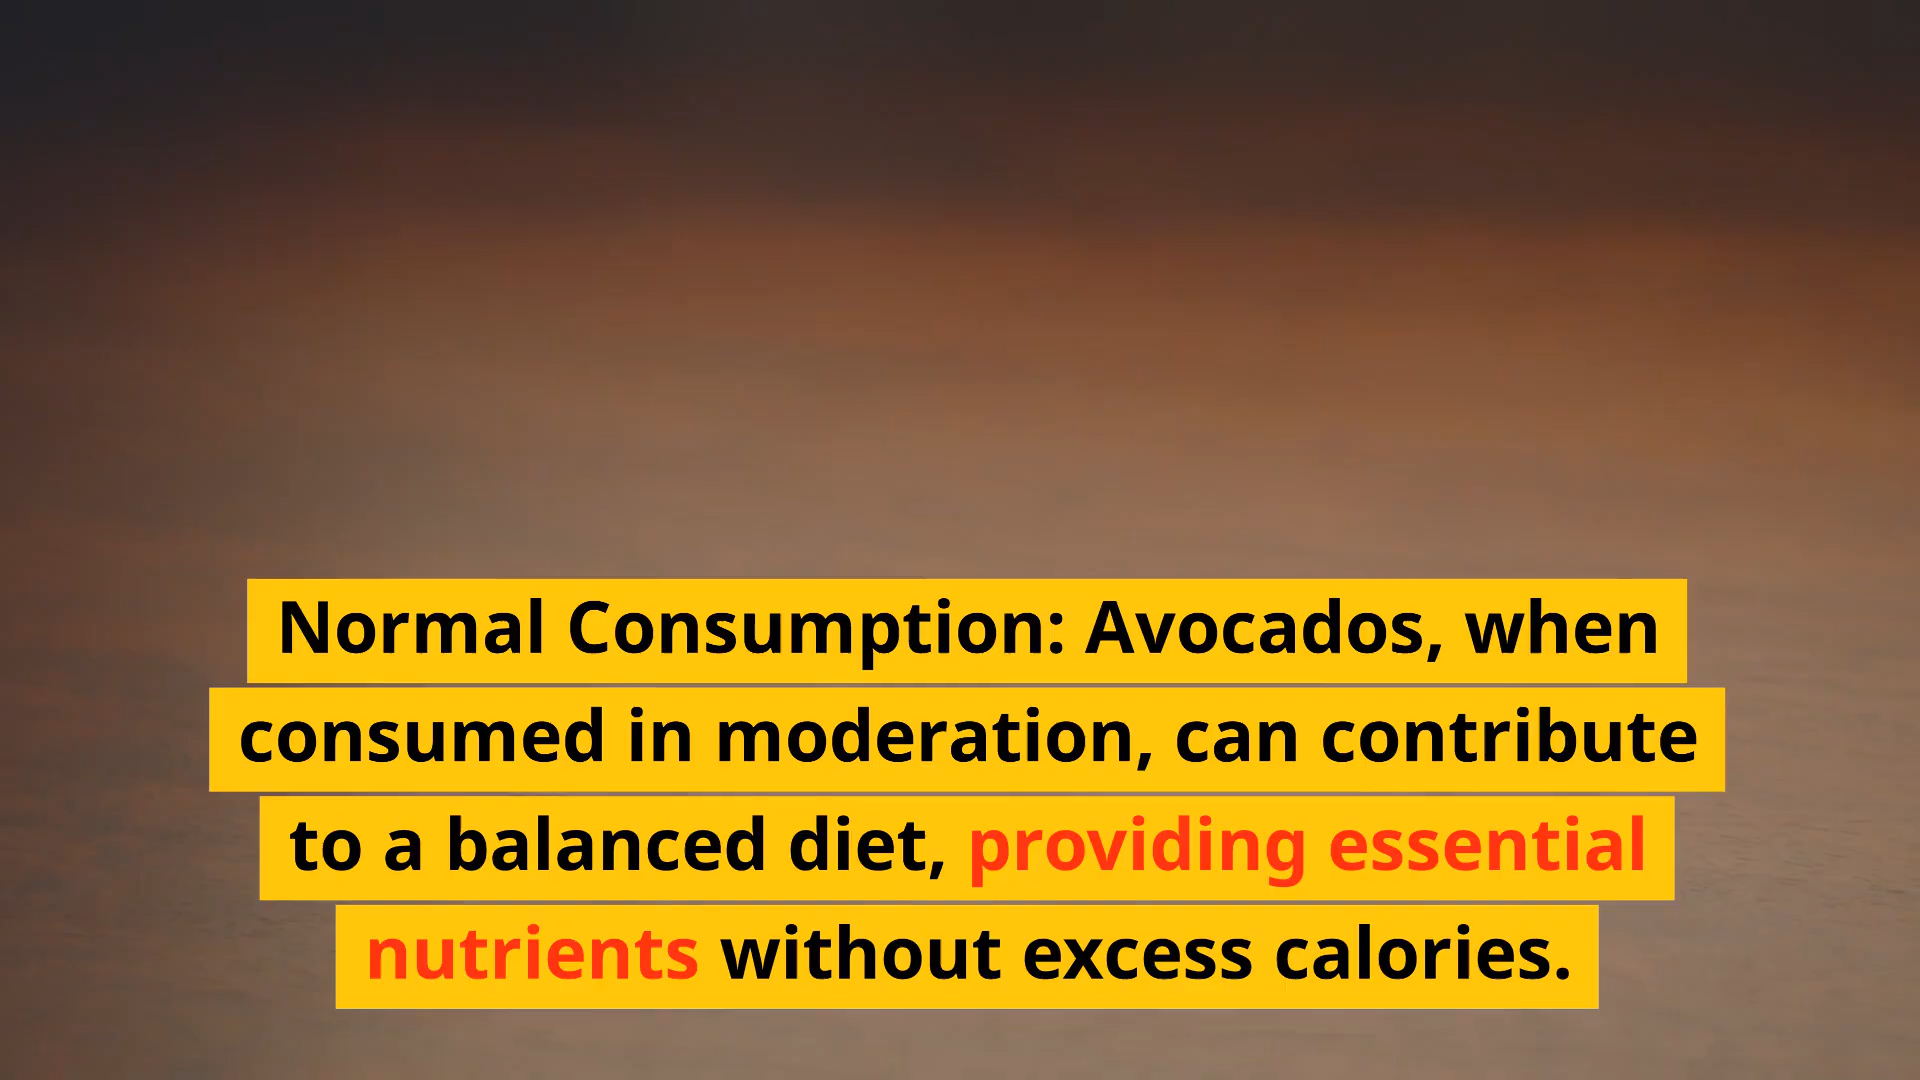 Normal Consumption: Avocados, when
consumed in moderation, can contribute
to a balanced diet, providing essential
nutrients without excess calories.